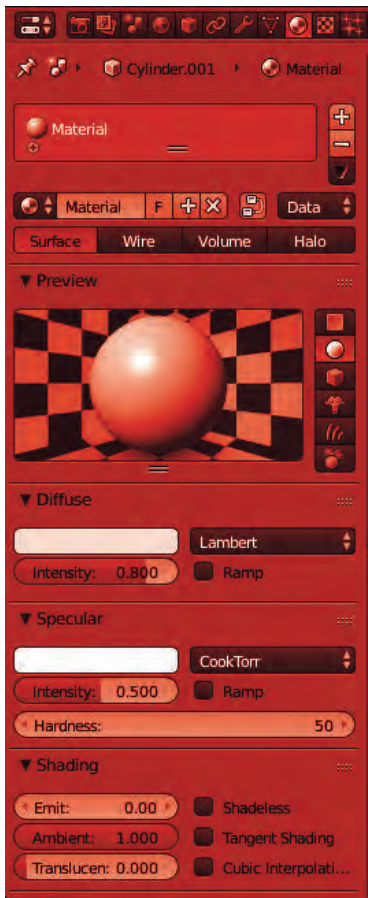 Cylinder.001 Material
Material
Material F Data
Surface Wire Volume Halo
Preview
Diffuse
Lambert
Intensity: 0.800 Ramp
Specular
CookTorr
Intensity: 0.500 Ramp
Hardness: 50
Shading
Emit: 0.00 Shadeless
Ambient: 1.000 Tangent Shading
Translucen: 0.000 Cubic Interpolati...